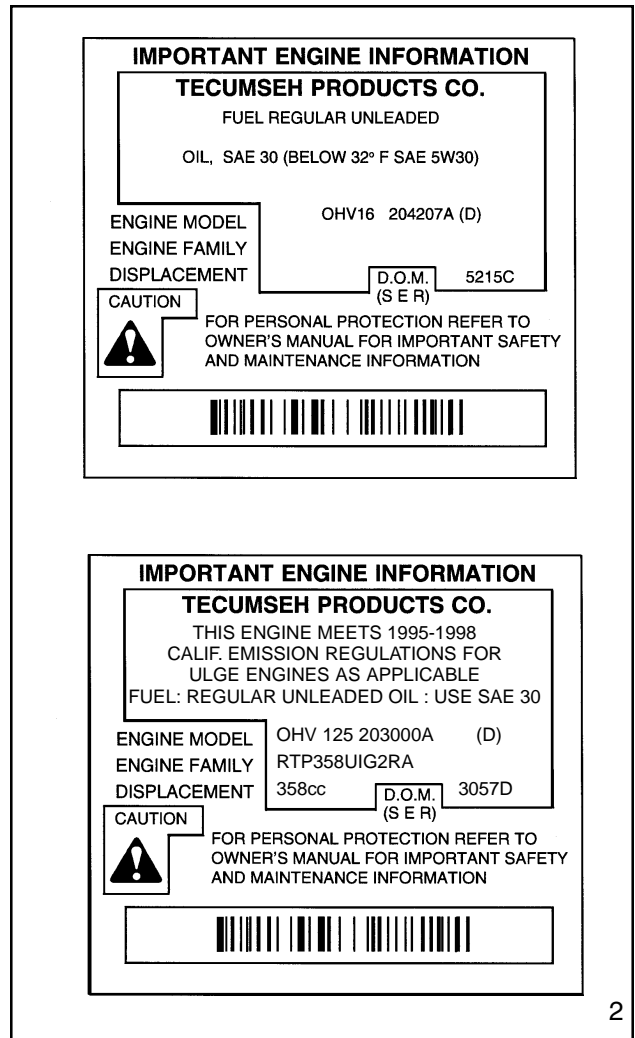 IMPORTANT ENGINE INFORMATION
TECUMSEH PRODUCTS CO.
FUEL REGULAR UNLEADED
OIL, SAE 30 (BELOW 32° F SAE 5W30)
ENGINE MODEL OHV16 204207A (D)
ENGINE FAMILY
DISPLACEMENT D.O.M. 5215C
(S E R)
CAUTION
FOR PERSONAL PROTECTION REFER TO
OWNER'S MANUAL FOR IMPORTANT SAFETY
AND MAINTENANCE INFORMATION
IMPORTANT ENGINE INFORMATION
TECUMSEH PRODUCTS CO.
THIS ENGINE MEETS 1995-1998
CALIF. EMISSION REGULATIONS FOR
ULGE ENGINES AS APPLICABLE
FUEL: REGULAR UNLEADED OIL : USE SAE 30
ENGINE MODEL OHV 125 203000A (D)
ENGINE FAMILY RTP358UIG2RA
DISPLACEMENT 358cc D.O.M. 3057D
(S E R)
CAUTION
FOR PERSONAL PROTECTION REFER TO
OWNER'S MANUAL FOR IMPORTANT SAFETY
AND MAINTENANCE INFORMATION
2